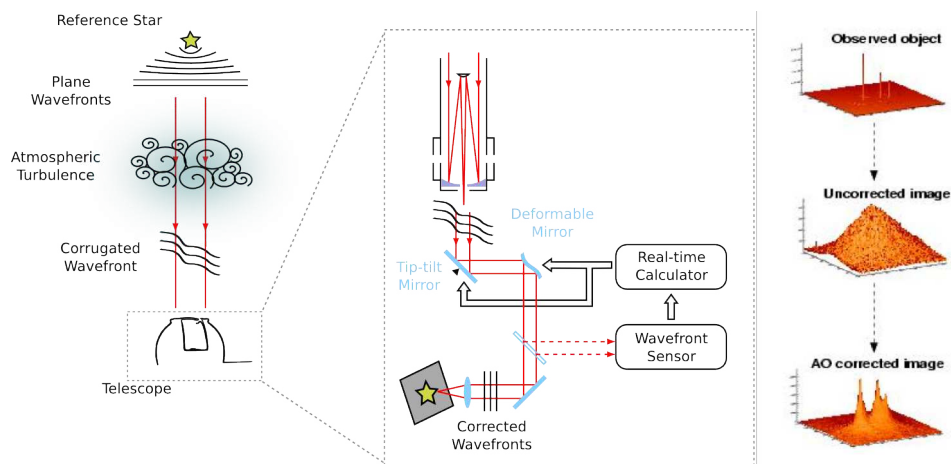 Reference Star
Plane
Wavefronts
Atmospheric
Turbulence
Corrugated
Wavefront
Telescope
Deformable
Mirror
Tip-tilt
Mirror
Real-time
Calculator
Wavefront
Sensor
Corrected
Wavefronts
Observed object
Uncorrected image
AO corrected image